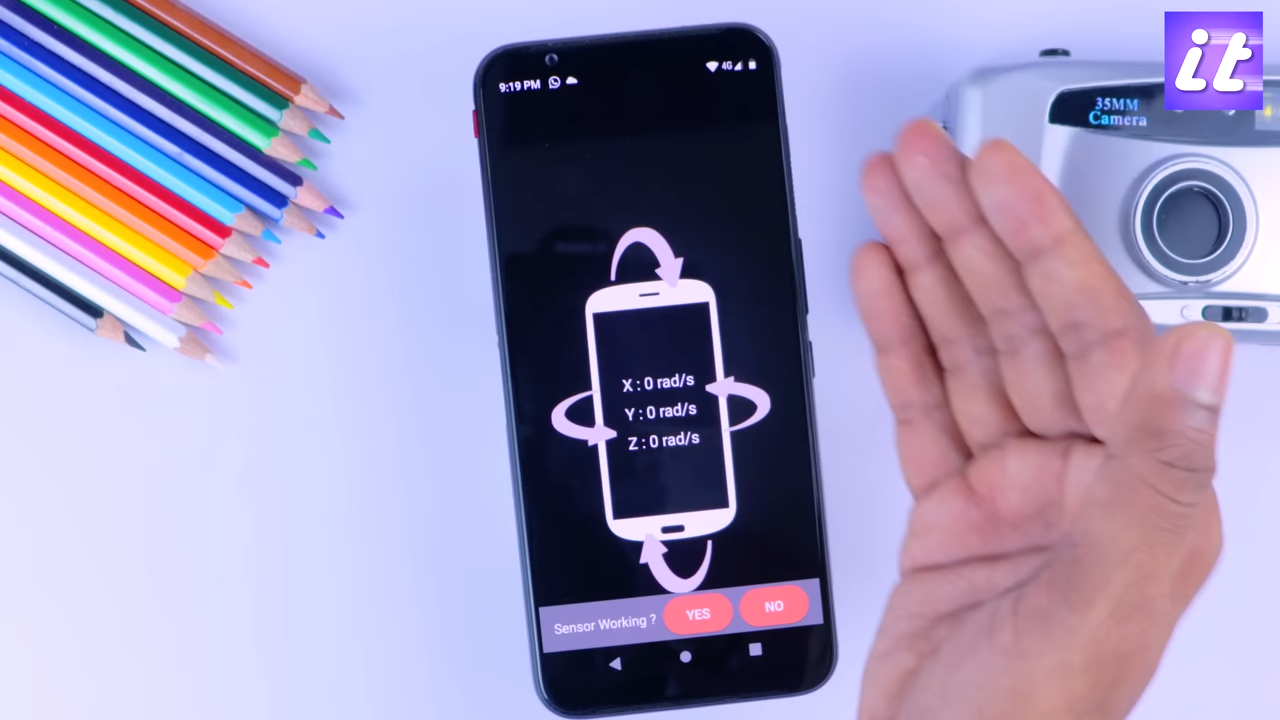 it
35MM
Camera
9:19 PM
4G
X : 0 rad/s
Y : 0 rad/s
Z : 0 rad/s
Sensor Working ?
YES
NO